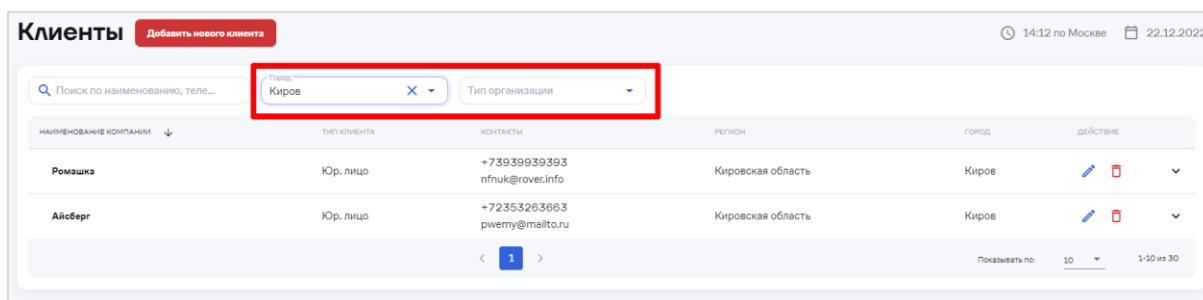 Клиенты Добавить нового клиента 14:12 по Москве 22.12.2022
Город
Поиск по наименованию, теле... Киров Тип организации
НАИМЕНОВАНИЕ КОМПАНИИ ТИП КЛИЕНТА КОНТАКТЫ РЕГИОН ГОРОД ДЕЙСТВИЕ
Ромашка Юр. лицо +73939939393 Кировская область Киров
nfnuk@rover.info
Айсберг Юр. лицо +72353263663 Кировская область Киров
pwemy@mailto.ru
< 1 > Показывать по: 10 1-10 из 30